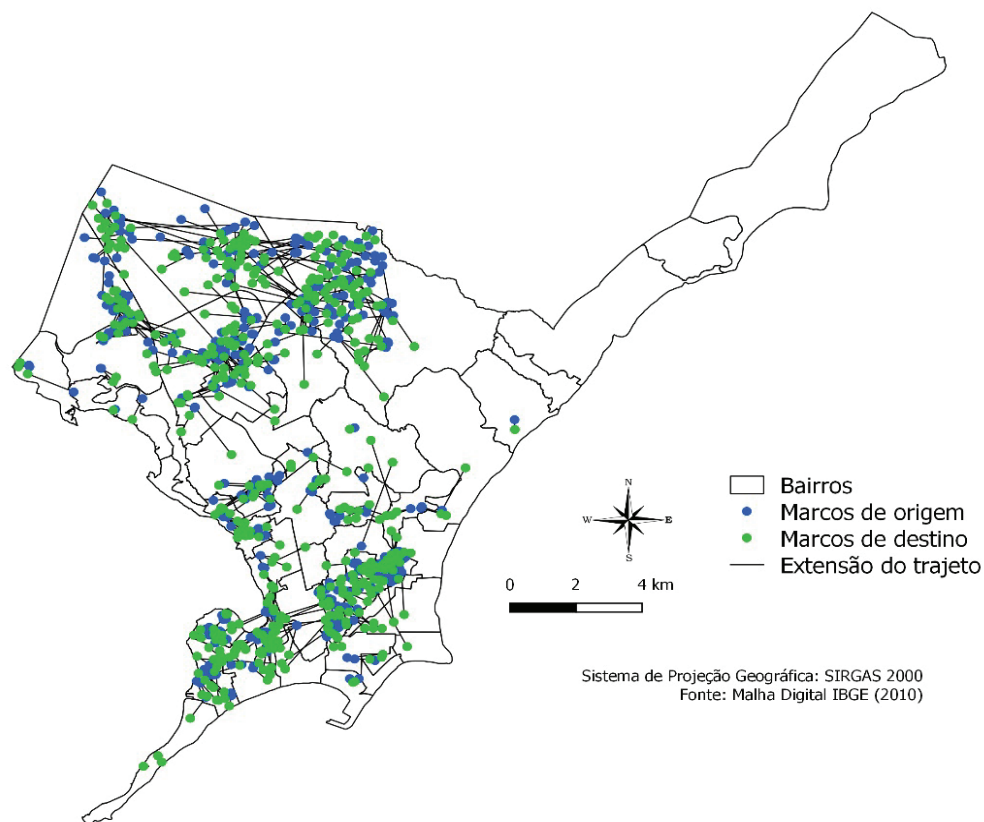 N
W
E
S
Bairros
Marcos de origem
Marcos de destino
Extensão do trajeto
0 2 4 km
Sistema de Projeção Geográfica: SIRGAS 2000
Fonte: Malha Digital IBGE (2010)